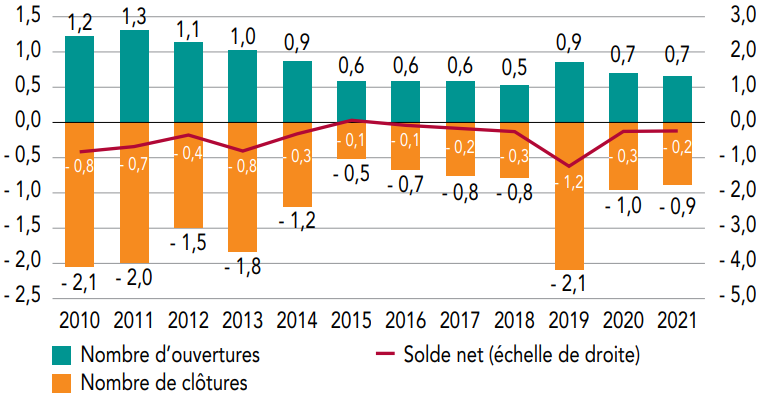 1,5 3,0
1,2 1,3 1,1 1,0 0,9 0,6 0,6 0,6 0,5 0,9 0,7 0,7
1,0 2,0
0,5 1,0
0,0 0,0
- 0,8 - 0,7 - 0,4 - 0,8 - 0,3 - 0,1 - 0,1 - 0,2 - 0,3 - 1,2 - 0,3 - 0,2
- 0,5 - 1,0
- 1,0 - 2,0
- 1,5 - 3,0
- 2,0 - 4,0
- 2,1 - 2,0 - 1,5 - 1,8 - 1,2 - 0,5 - 0,7 - 0,8 - 0,8 - 2,1 - 1,0 - 0,9
- 2,5 - 5,0
2010 2011 2012 2013 2014 2015 2016 2017 2018 2019 2020 2021
Nombre d’ouvertures Solde net (échelle de droite)
Nombre de clôtures